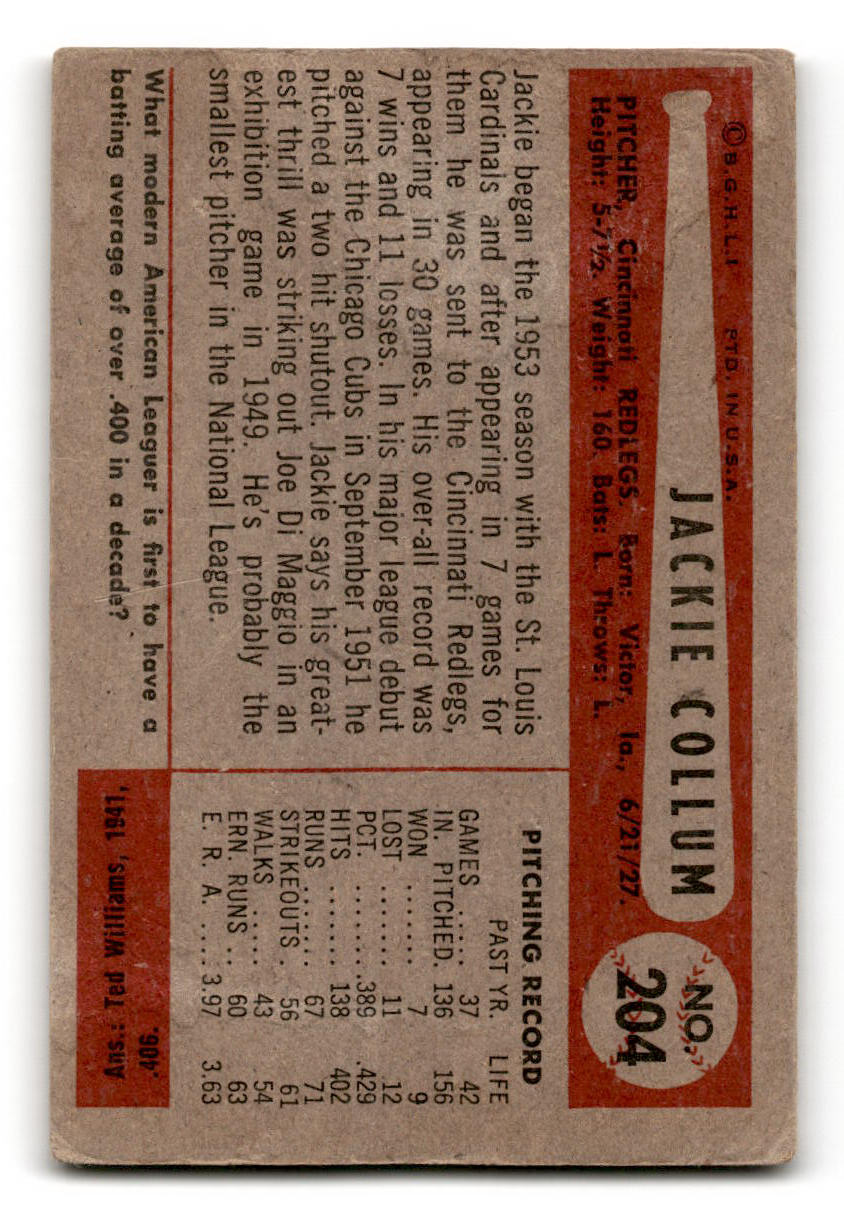 © B.G.H.L.I PTD. IN U.S.A.
JACKIE COLLUM
NO.
204
PITCHER, Cincinnati REDLEGS. Born: Victor, Ia., 6/21/27.
Height: 5-7½. Weight: 160. Bats: L. Throws: L.
Jackie began the 1953 season with the St. Louis
Cardinals and after appearing in 7 games for
them he was sent to the Cincinnati Redlegs,
appearing in 30 games. His over-all record was
7 wins and 11 losses. In his major league debut
against the Chicago Cubs in September 1951 he
pitched a two hit shutout. Jackie says his great-
est thrill was striking out Joe Di Maggio in an
exhibition game in 1949. He's probably the
smallest pitcher in the National League.
PITCHING RECORD
PAST YR. LIFE
GAMES ..... 37 42
IN. PITCHED. 136 156
WON ....... 7 9
LOST ...... 11 12
PCT. ....... .389 .429
HITS ....... 138 402
RUNS ...... 67 71
STRIKEOUTS . 56 61
WALKS ..... 43 54
ERN. RUNS .. 60 63
E. R. A. .... 3.97 3.63
What modern American Leaguer is first to have a
batting average of over .400 in a decade?
Ans.: Ted Williams, 1941,
.406.